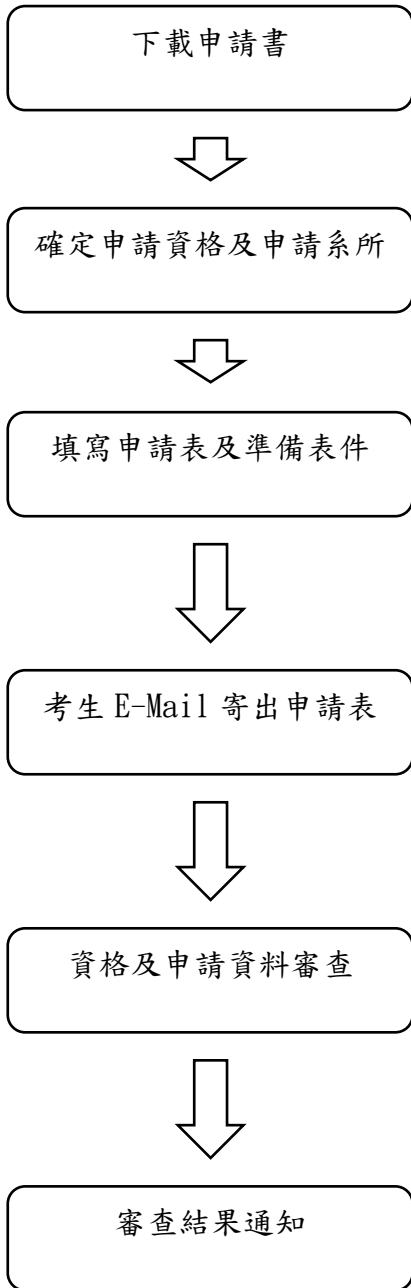 下載申請書
確定申請資格及申請系所
填寫申請表及準備表件
考生 E-Mail 寄出申請表
資格及申請資料審查
審查結果通知